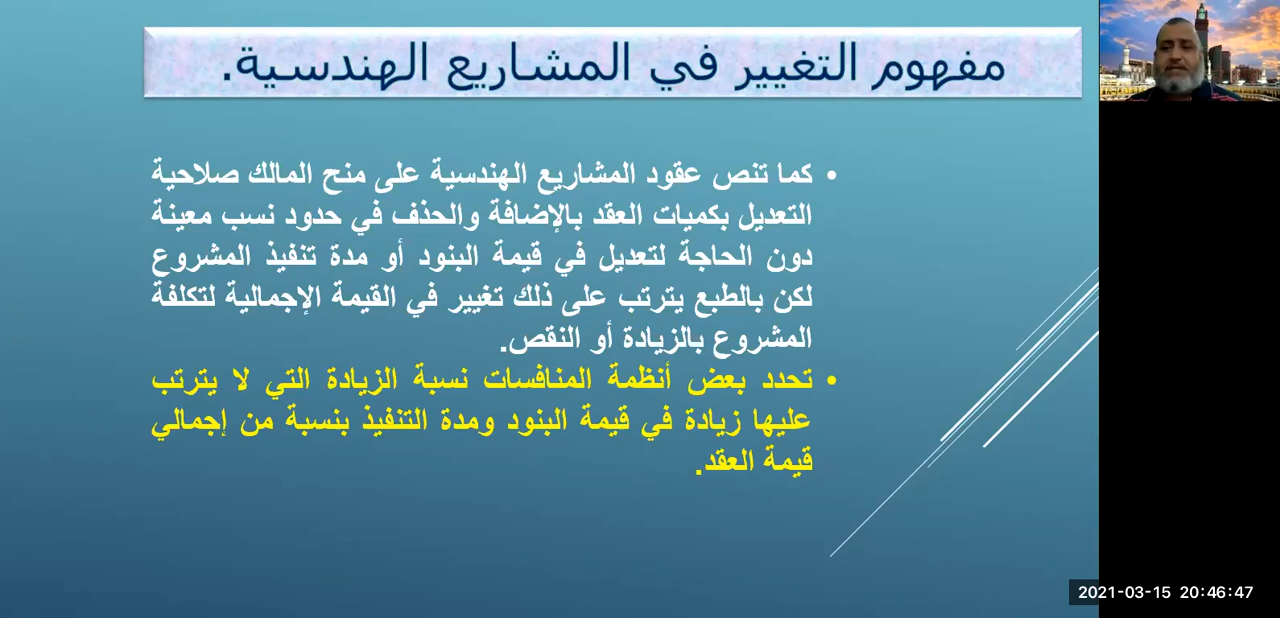 مفهوم التغيير في المشاريع الهندسية.
• كما تنص عقود المشاريع الهندسية على منح المالك صلاحية
التعديل بكميات العقد بالإضافة والحذف في حدود نسب معينة
دون الحاجة لتعديل في قيمة البنود أو مدة تنفيذ المشروع
لكن بالطبع يترتب على ذلك تغيير في القيمة الإجمالية لتكلفة
المشروع بالزيادة أو النقص.
• تحدد بعض أنظمة المنافسات نسبة الزيادة التي لا يترتب
عليها زيادة في قيمة البنود ومدة التنفيذ بنسبة من إجمالي
قيمة العقد.
2021-03-15 20:46:47